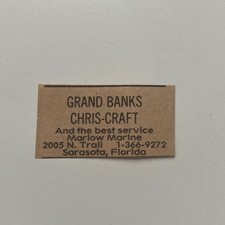 GRAND BANKS
CHRIS-CRAFT
And the best service
Marlow Marine
2005 N. Trail 1-366-9272
Sarasota, Florida